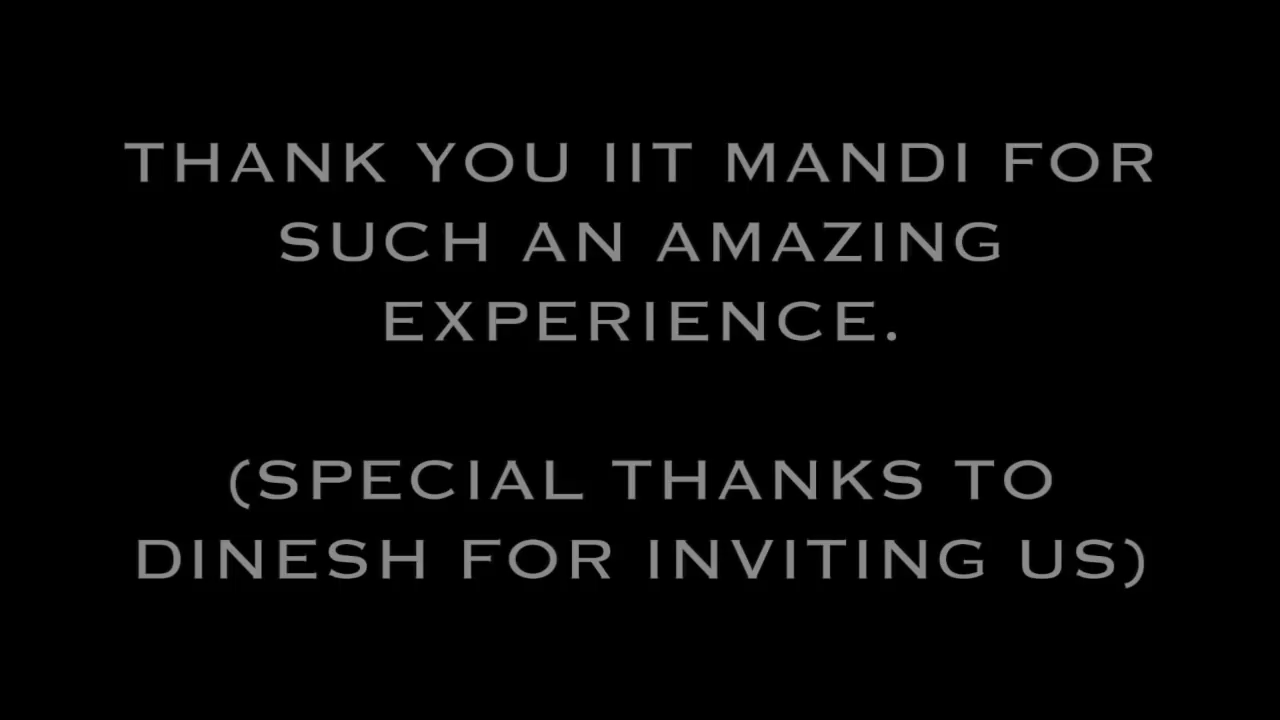 THANK YOU IIT MANDI FOR
SUCH AN AMAZING
EXPERIENCE.
(SPECIAL THANKS TO
DINESH FOR INVITING US)